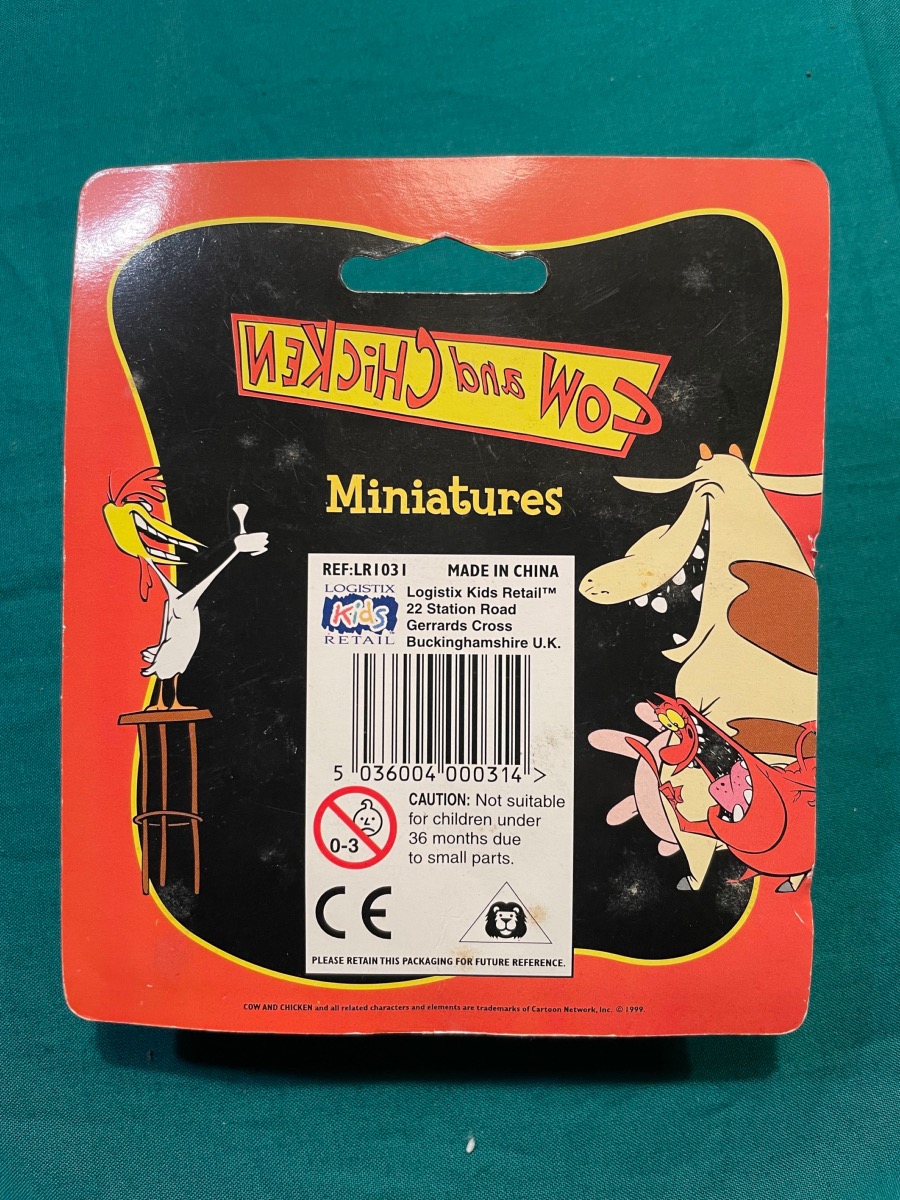 COW and CHiCKEN
Miniatures
REF:LR1031 MADE IN CHINA
LOGISTIX
Kids
RETAIL
Logistix Kids Retail™
22 Station Road
Gerrards Cross
Buckinghamshire U.K.
5 036004 000314 >
0-3
CAUTION: Not suitable
for children under
36 months due
to small parts.
CE
PLEASE RETAIN THIS PACKAGING FOR FUTURE REFERENCE.
COW AND CHICKEN and all related characters and elements are trademarks of Cartoon Network, Inc. © 1999.